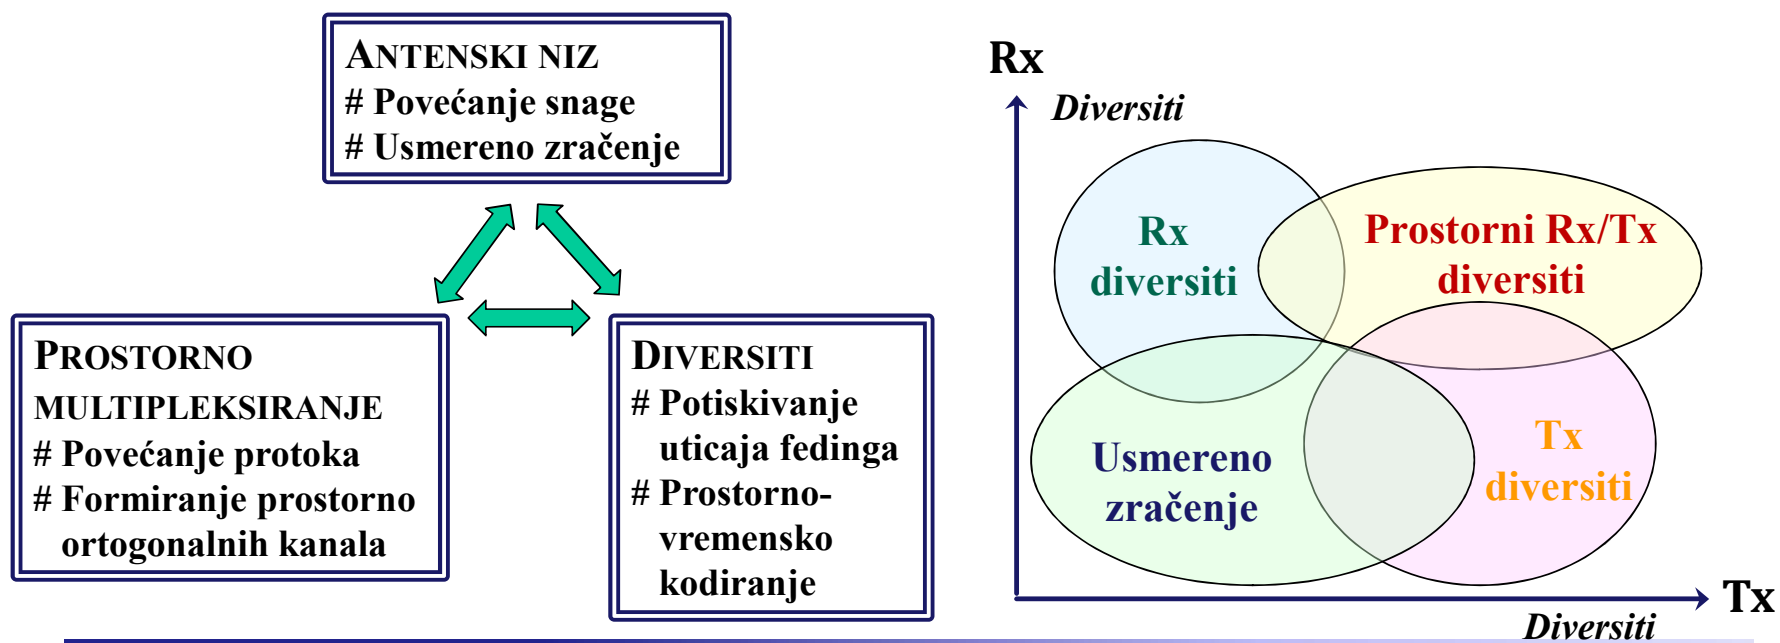 ANTENSKI NIZ
# Povećanje snage
# Usmereno zračenje
PROSTORNO
MULTIPLEKSIRANJE
# Povećanje protoka
# Formiranje prostorno
ortogonalnih kanala
DIVERSITI
# Potiskivanje
uticaja fedinga
# Prostorno-
vremensko
kodiranje
Rx
Diversiti
Rx
diversiti
Prostorni Rx/Tx
diversiti
Usmereno
zračenje
Tx
diversiti
Tx
Diversiti